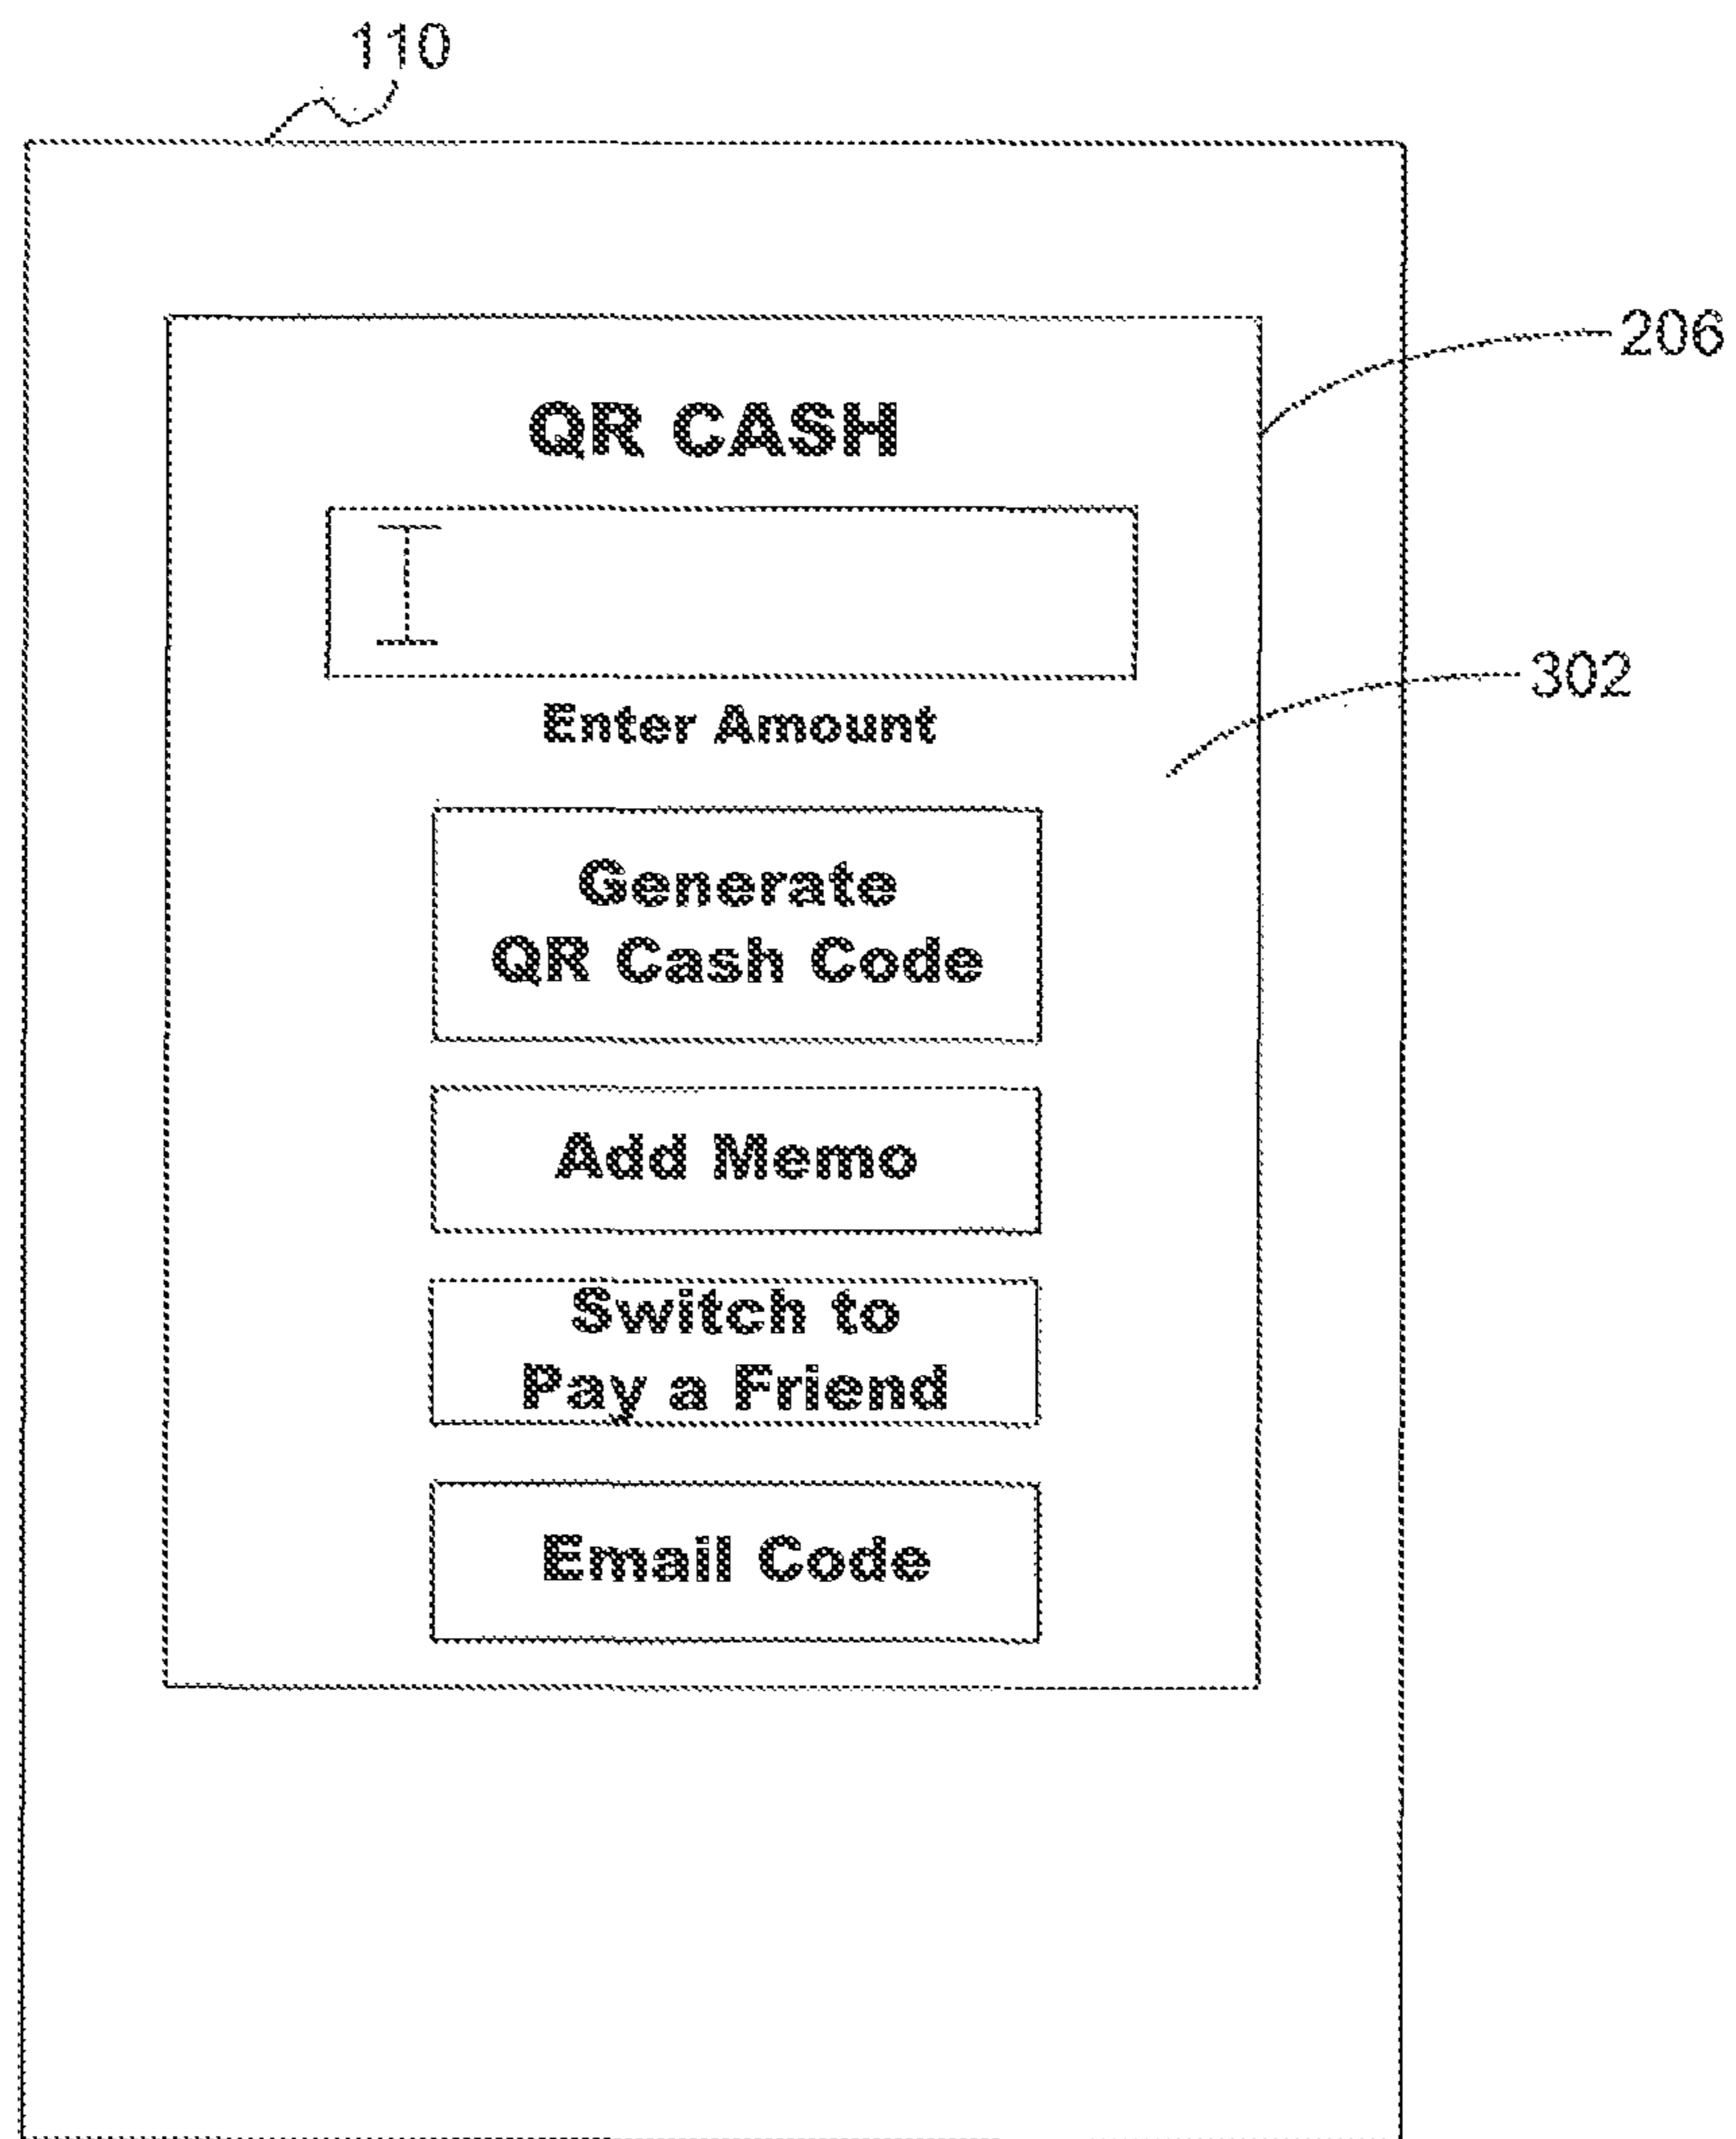 110
206
QR CASH
Enter Amount
302
Generate
QR Cash Code
Add Memo
Switch to
Pay a Friend
Email Code